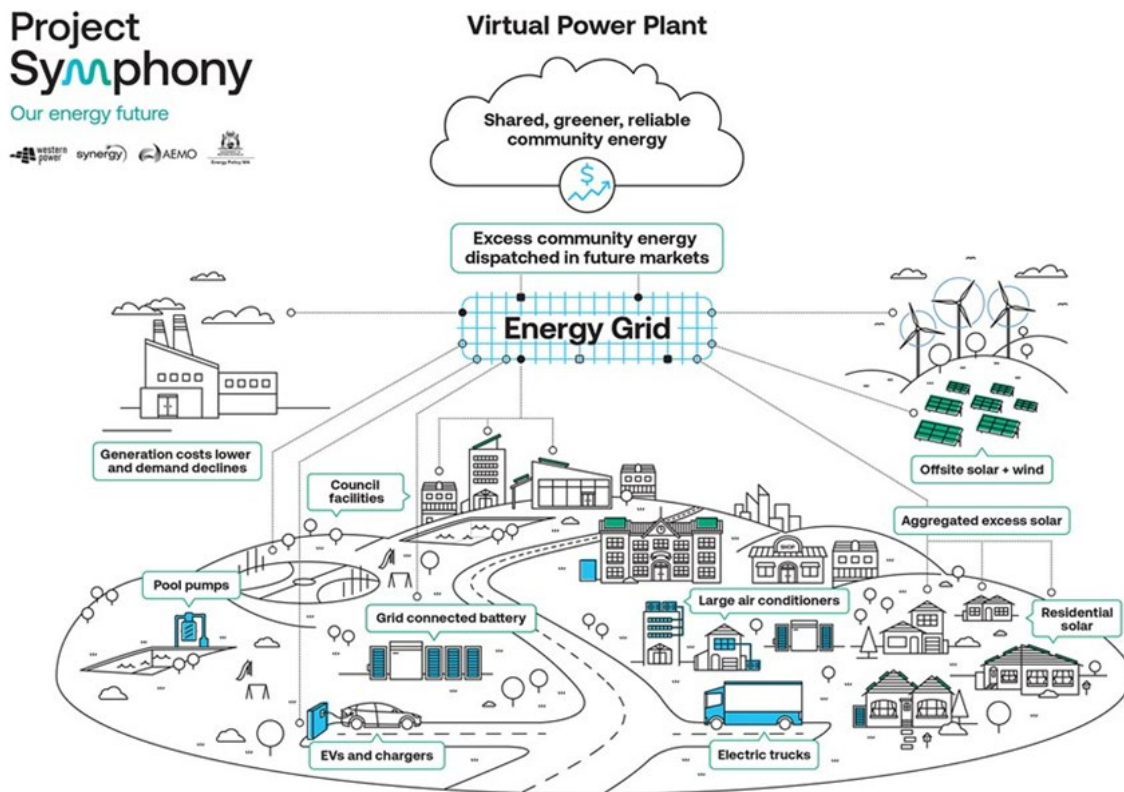 Project
Symphony
Our energy future
western
power
synergy
AEMO
Energy Policy WA
Virtual Power Plant
Shared, greener, reliable
community energy
$
Excess community energy
dispatched in future markets
Energy Grid
Generation costs lower
and demand declines
Offsite solar + wind
Council
facilities
Aggregated excess solar
SHOP
Pool pumps
Grid connected battery
Large air conditioners
Residential
solar
EVs and chargers
Electric trucks